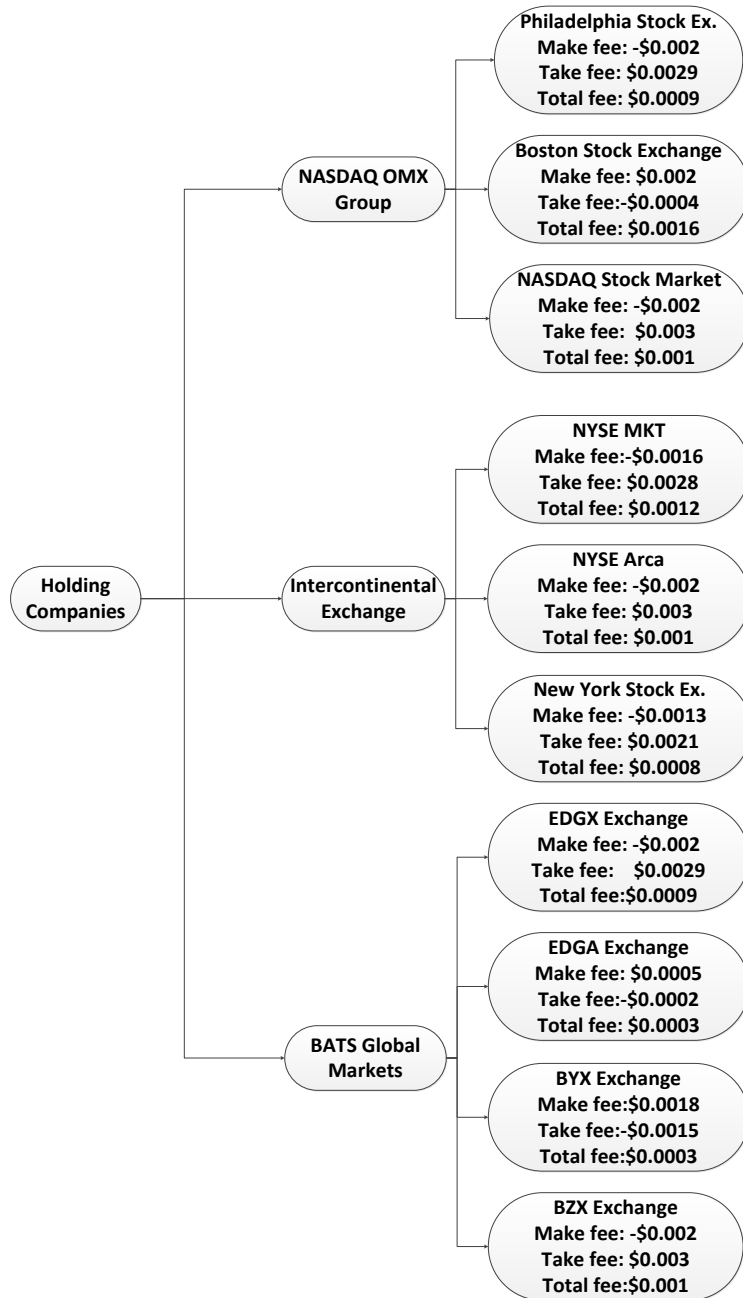 Holding
Companies
NASDAQ OMX
Group
Philadelphia Stock Ex.
Make fee: -$0.002
Take fee: $0.0029
Total fee: $0.0009
Boston Stock Exchange
Make fee: $0.002
Take fee:-$0.0004
Total fee: $0.0016
NASDAQ Stock Market
Make fee: -$0.002
Take fee: $0.003
Total fee: $0.001
Intercontinental
Exchange
NYSE MKT
Make fee:-$0.0016
Take fee: $0.0028
Total fee: $0.0012
NYSE Arca
Make fee: -$0.002
Take fee: $0.003
Total fee: $0.001
New York Stock Ex.
Make fee: -$0.0013
Take fee: $0.0021
Total fee: $0.0008
BATS Global
Markets
EDGX Exchange
Make fee: -$0.002
Take fee: $0.0029
Total fee:$0.0009
EDGA Exchange
Make fee: $0.0005
Take fee:-$0.0002
Total fee: $0.0003
BYX Exchange
Make fee:$0.0018
Take fee:-$0.0015
Total fee:$0.0003
BZX Exchange
Make fee: -$0.002
Take fee: $0.003
Total fee:$0.001